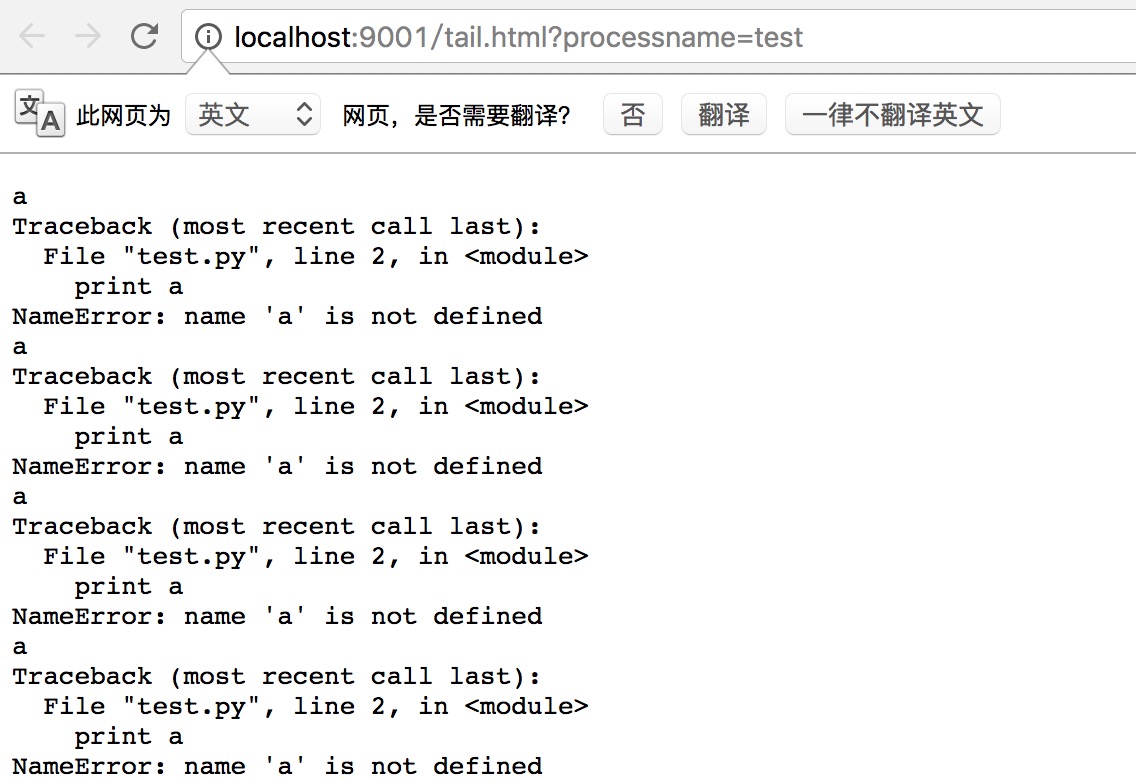 localhost:9001/tail.html?processname=test
文A 此网页为 英文 网页，是否需要翻译？ 否 翻译 一律不翻译英文
a
Traceback (most recent call last):
  File "test.py", line 2, in <module>
    print a
NameError: name 'a' is not defined
a
Traceback (most recent call last):
  File "test.py", line 2, in <module>
    print a
NameError: name 'a' is not defined
a
Traceback (most recent call last):
  File "test.py", line 2, in <module>
    print a
NameError: name 'a' is not defined
a
Traceback (most recent call last):
  File "test.py", line 2, in <module>
    print a
NameError: name 'a' is not defined